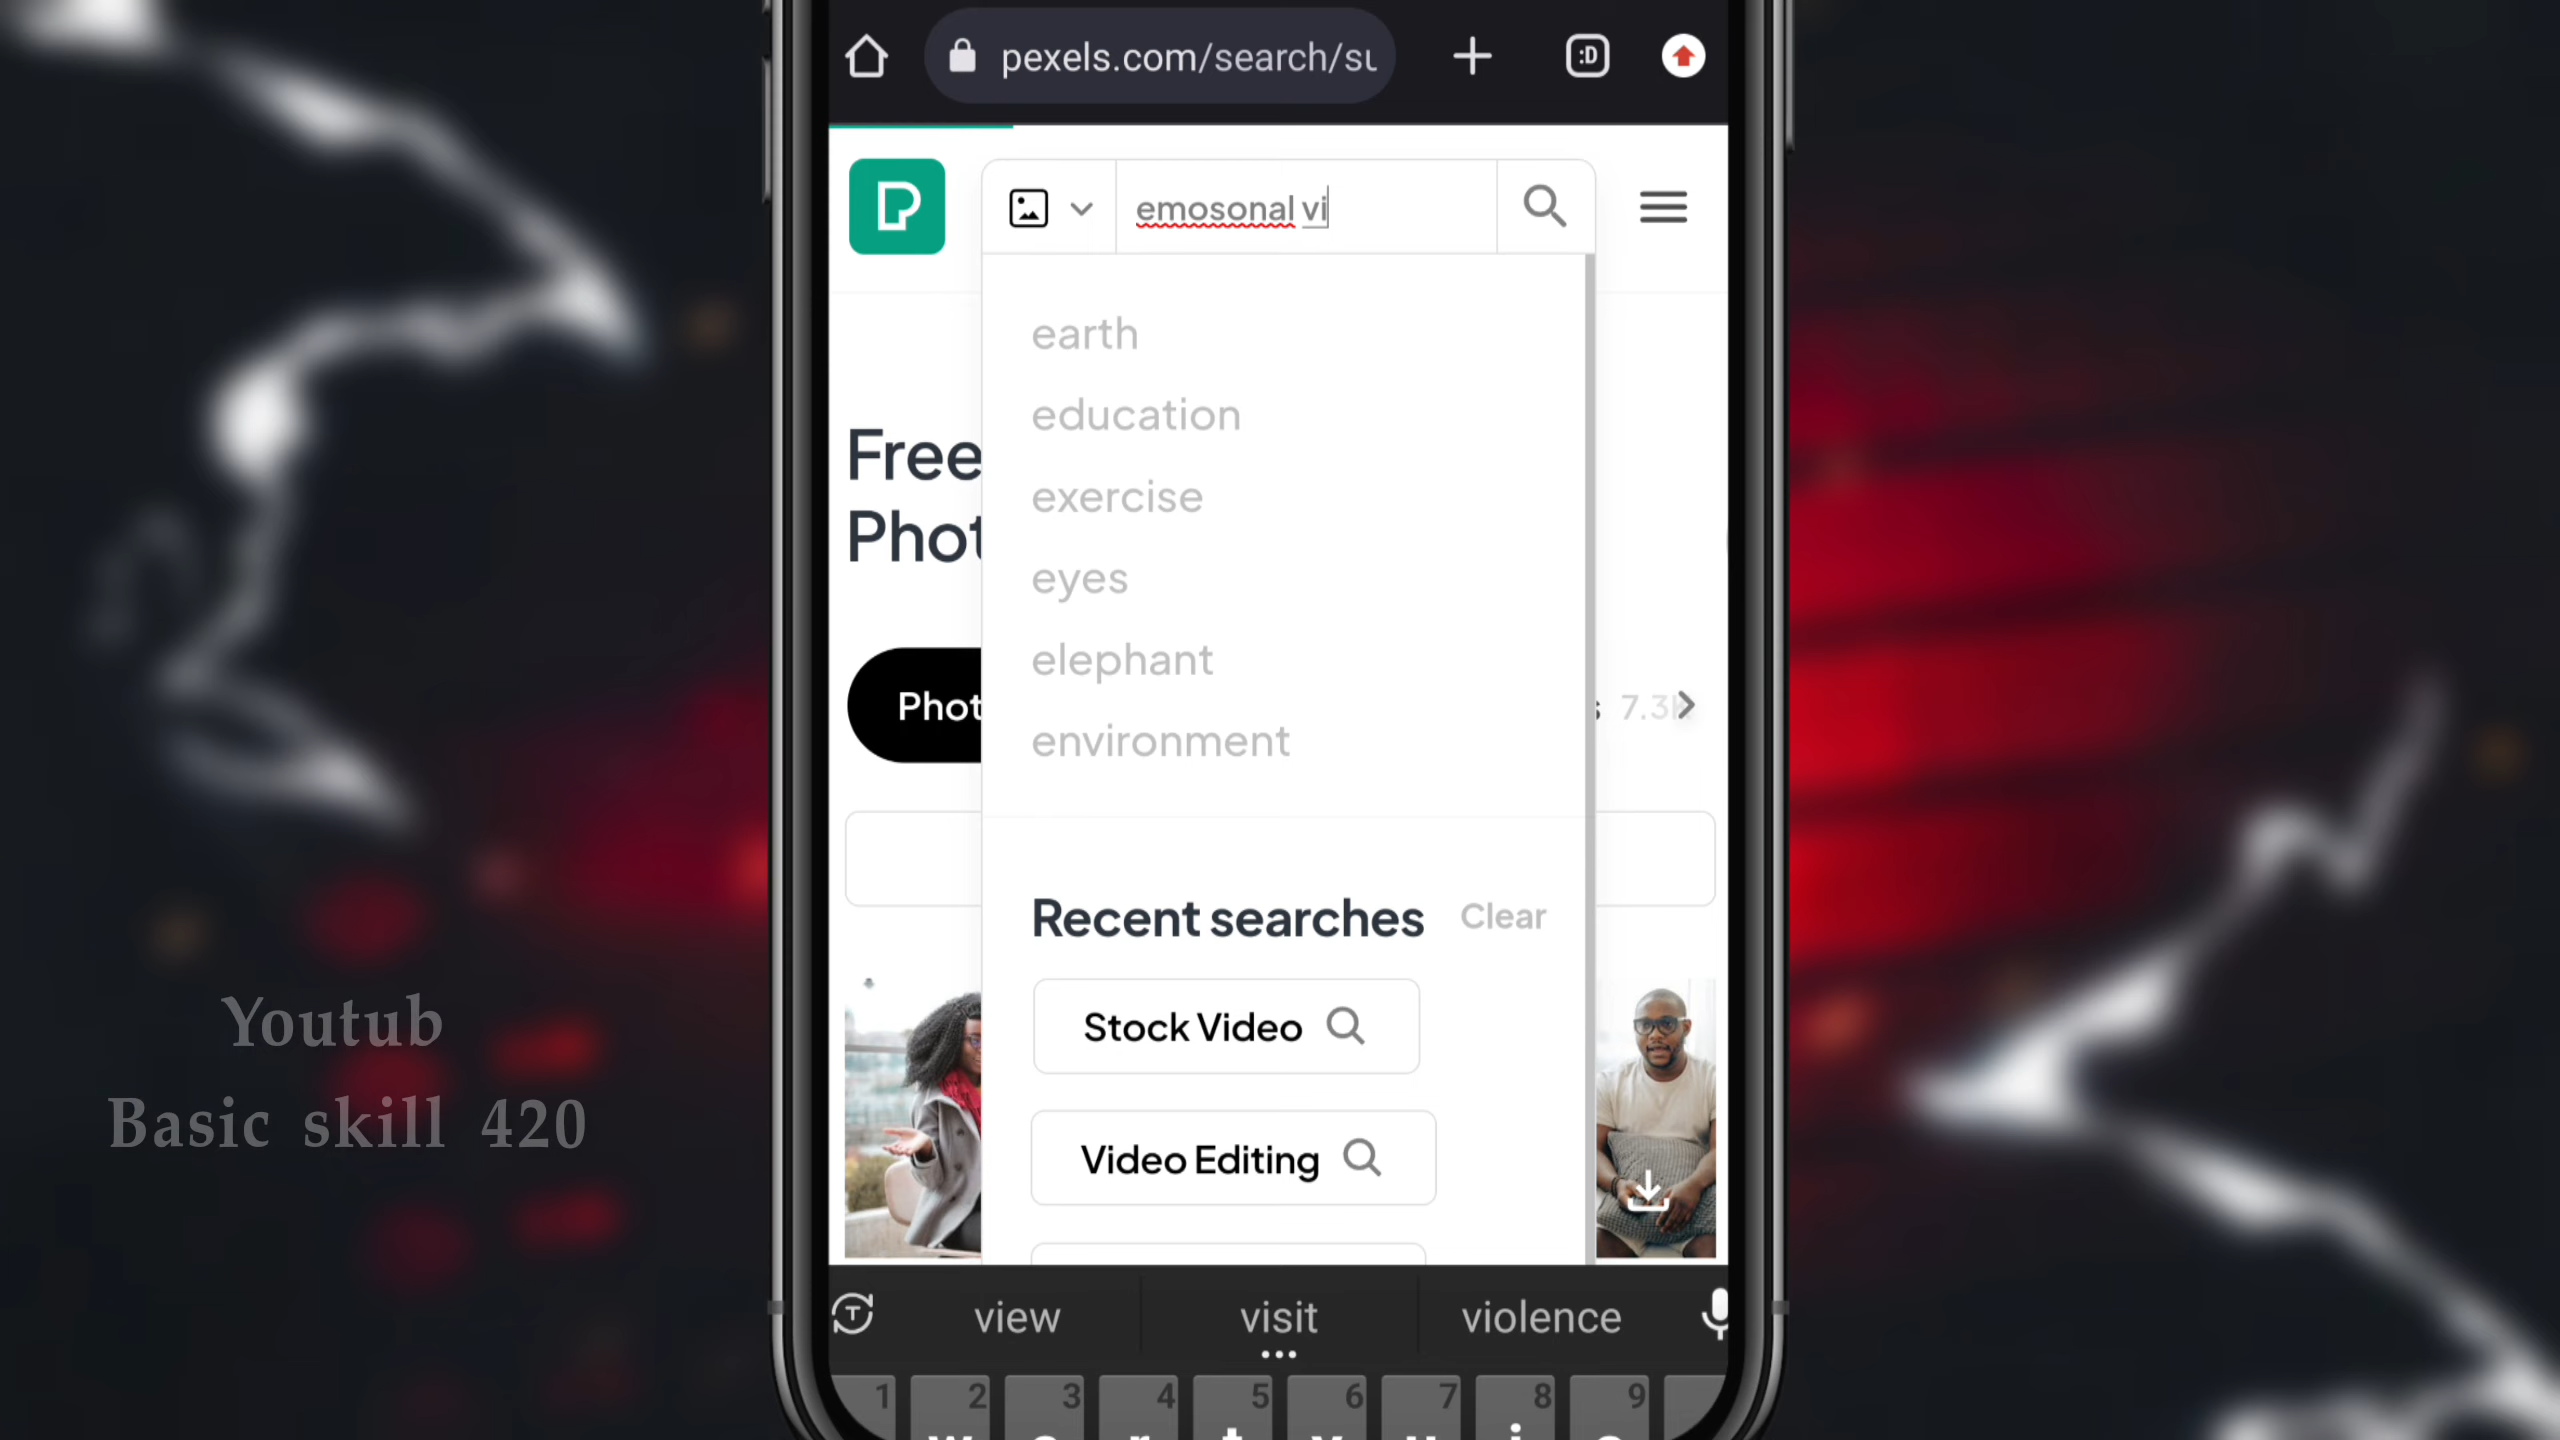 pexels.com/search/su
:D
emosonal vi
earth
education
exercise
eyes
elephant
environment
Free
Phot
Phot
7.3
Recent searches
Clear
Stock Video
Video Editing
Youtub
Basic skill 420
view
visit
violence
1 2 3 4 5 6 7 8 9